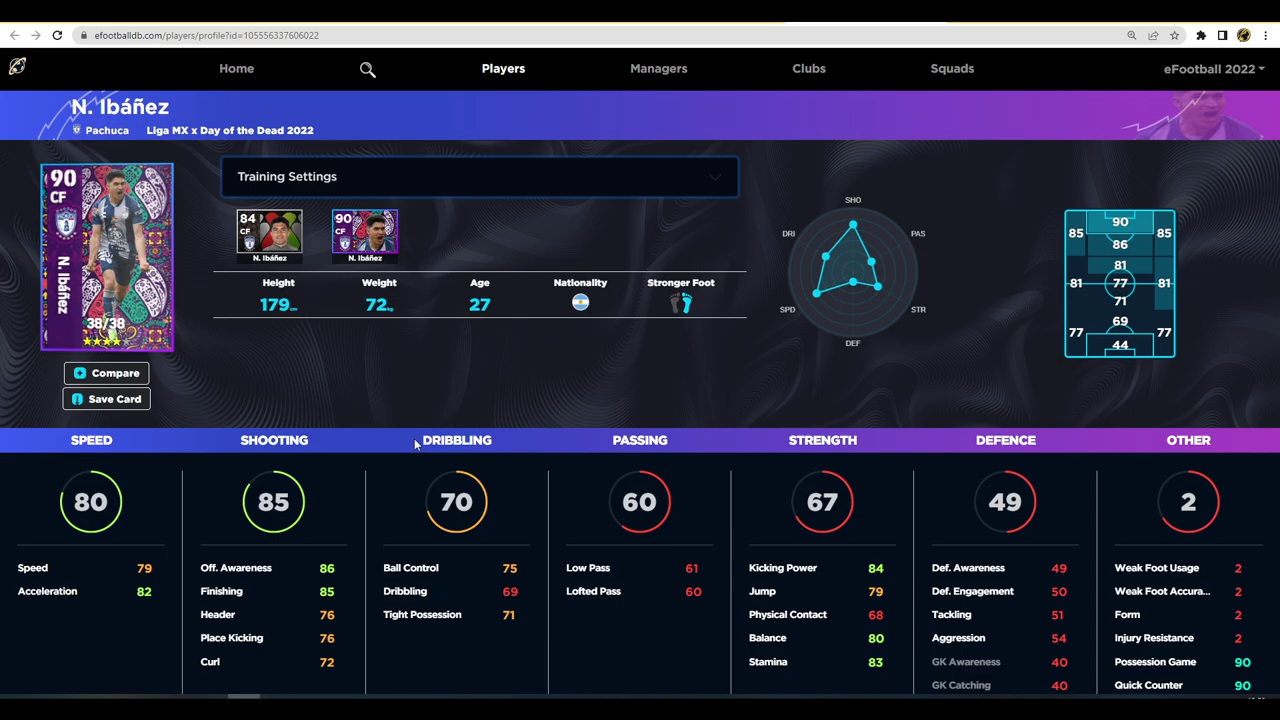 efootballdb.com/players/profile?id=105556337606022
Home
Players
Managers
Clubs
Squads
eFootball 2022
N. Ibáñez
Pachuca Liga MX x Day of the Dead 2022
90
CF
N. Ibáñez
38/38
Compare
Save Card
Training Settings
84
CF
N. Ibáñez
90
CF
N. Ibáñez
Height Weight Age Nationality Stronger Foot
179cm 72kg 27
SHO
DRI PAS
SPD STR
DEF
90
85 85
86
81
81 77 81
71
69
77 77
44
SPEED SHOOTING DRIBBLING PASSING STRENGTH DEFENCE OTHER
80 85 70 60 67 49 2
Speed 79
Acceleration 82
Off. Awareness 86
Finishing 85
Header 76
Place Kicking 76
Curl 72
Ball Control 75
Dribbling 69
Tight Possession 71
Low Pass 61
Lofted Pass 60
Kicking Power 84
Jump 79
Physical Contact 68
Balance 80
Stamina 83
Def. Awareness 49
Def. Engagement 50
Tackling 51
Aggression 54
GK Awareness 40
GK Catching 40
Weak Foot Usage 2
Weak Foot Accura... 2
Form 2
Injury Resistance 2
Possession Game 90
Quick Counter 90